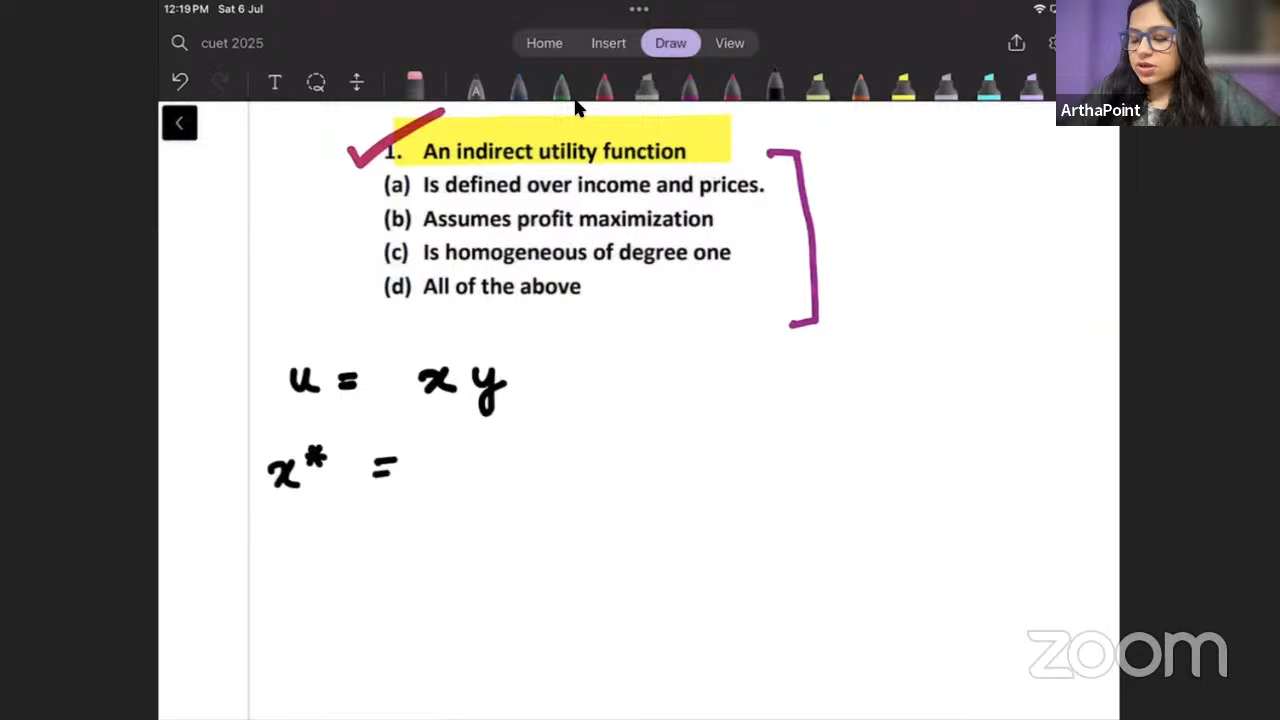 12:19 PM Sat 6 Jul
cuet 2025
Home Insert Draw View
T
A
ArthaPoint
1. An indirect utility function
(a) Is defined over income and prices.
(b) Assumes profit maximization
(c) Is homogeneous of degree one
(d) All of the above
u = x y
x* =
zoom